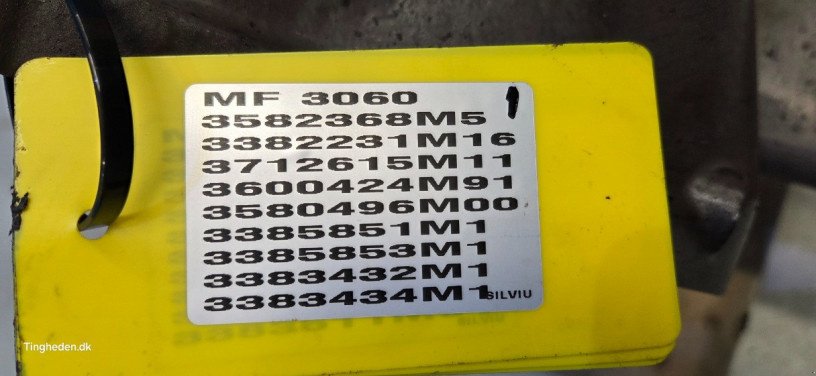 MF 3060
3582368M5
3382231M16
3712615M11
3600424M91
3580496M00
3385851M1
3385853M1
3383432M1
3383434M1
SILVIU
Tingheden.dk